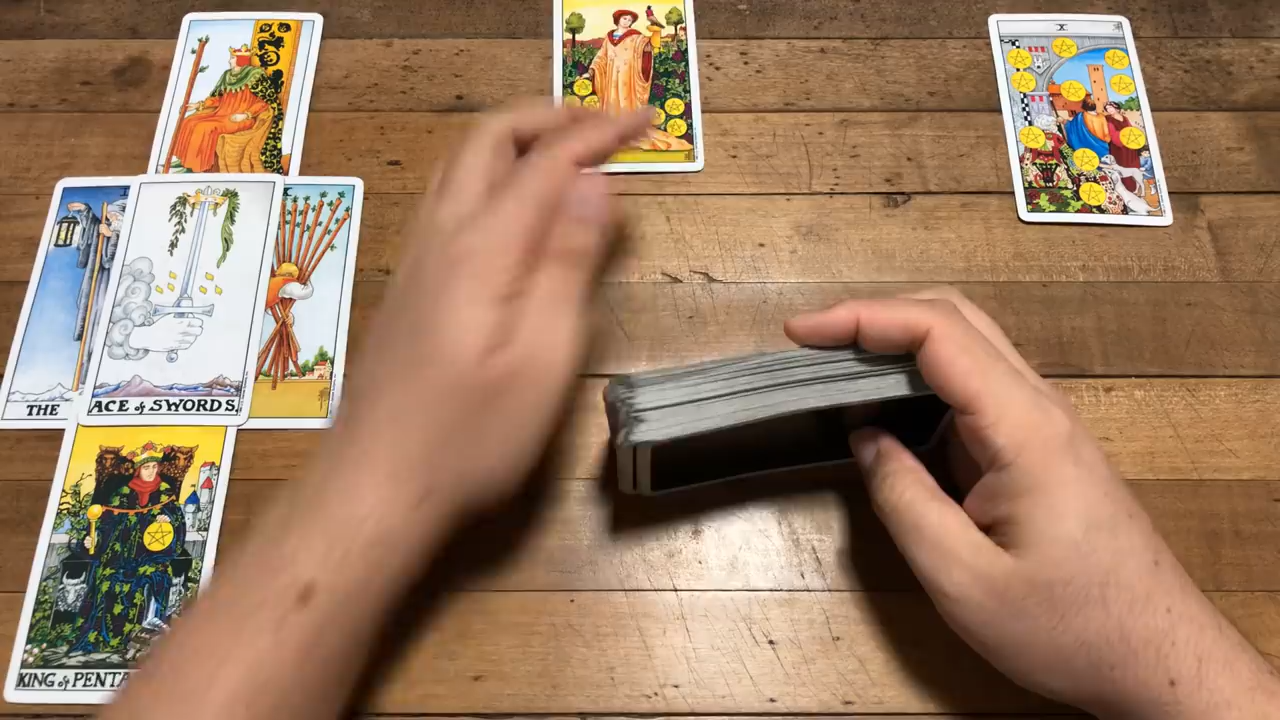 X
THE
ACE of SWORDS.
KING of PENTA